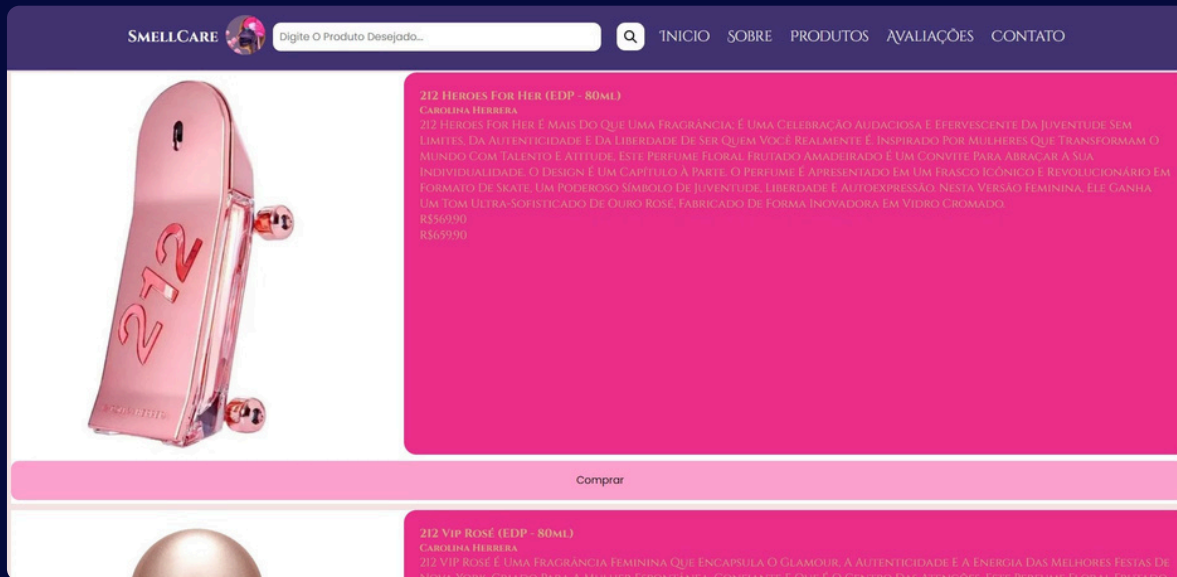 SmellCare
Digite O Produto Desejado...
Inicio Sobre Produtos Avaliações Contato
212 Heroes For Her (EDP - 80ml)
Carolina Herrera
212 Heroes For Her É Mais Do Que Uma Fragrância; É Uma Celebração Audaciosa E Efervescente Da Juventude Sem
Limites, Da Autenticidade E Da Liberdade De Ser Quem Você Realmente É. Inspirado Por Mulheres Que Transformam O
Mundo Com Talento E Atitude, Este Perfume Floral Frutado Amadeirado É Um Convite Para Abraçar A Sua
Individualidade. O Design É Um Capítulo À Parte. O Perfume É Apresentado Em Um Frasco Icônico E Revolucionário Em
Formato De Skate, Um Poderoso Símbolo De Juventude, Liberdade E Autoexpressão. Nesta Versão Feminina, Ele Ganha
Um Tom Ultra-Sofisticado De Ouro Rosé, Fabricado De Forma Inovadora Em Vidro Cromado.
R$569,90
R$659,90
212
Comprar
212 Vip Rosé (EDP - 80ml)
Carolina Herrera
212 VIP Rosé É Uma Fragrância Feminina Que Encapsula O Glamour, A Autenticidade E A Energia Das Melhores Festas De